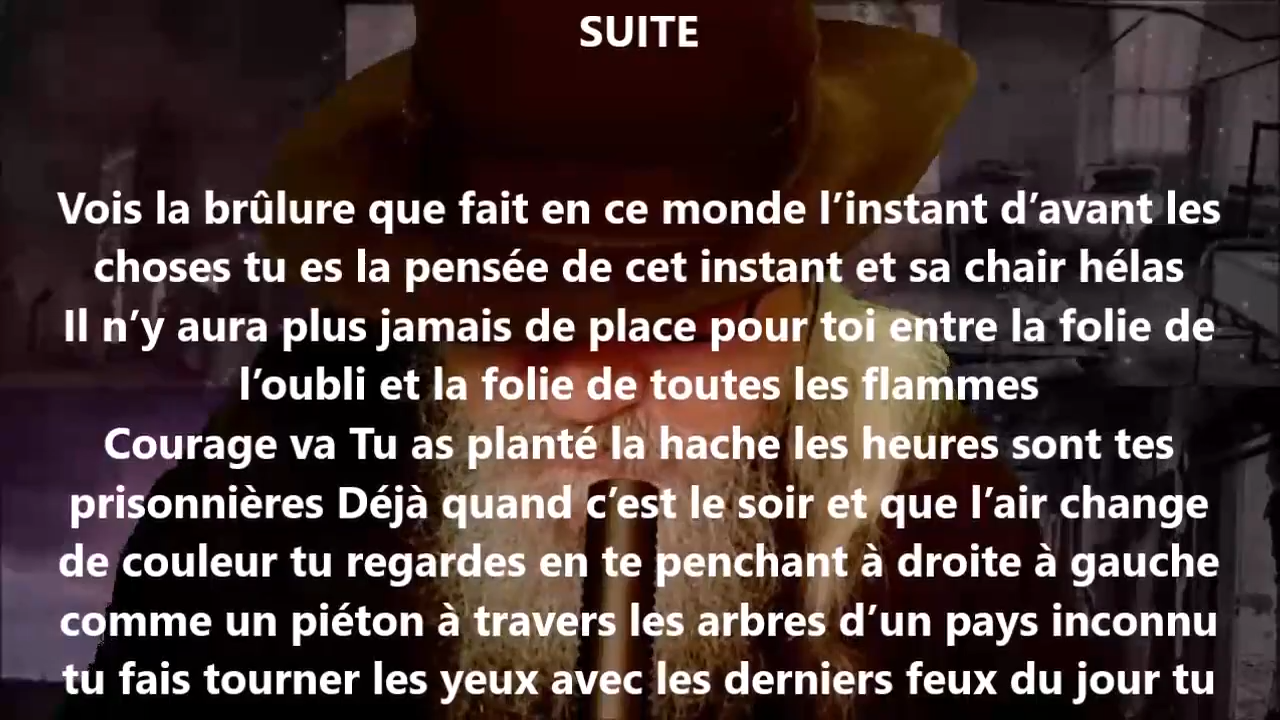 SUITE
Vois la brûlure que fait en ce monde l’instant d’avant les
choses tu es la pensée de cet instant et sa chair hélas
Il n’y aura plus jamais de place pour toi entre la folie de
l’oubli et la folie de toutes les flammes
Courage va Tu as planté la hache les heures sont tes
prisonnières Déjà quand c’est le soir et que l’air change
de couleur tu regardes en te penchant à droite à gauche
comme un piéton à travers les arbres d’un pays inconnu
tu fais tourner les yeux avec les derniers feux du jour tu